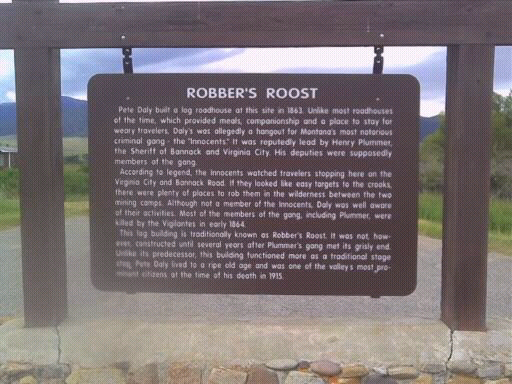 ROBBER'S ROOST
Pete Daly built a log roadhouse at this site in 1863. Unlike most roadhouses
of the time, which provided meals, companionship and a place to stay for
weary travelers, Daly's was allegedly a hangout for Montana's most notorious
criminal gang - the "Innocents." It was reputedly lead by Henry Plummer,
the Sheriff of Bannack and Virginia City. His deputies were supposedly
members of the gang.
According to legend, the Innocents watched travelers stopping here on the
Virginia City and Bannack Road. If they looked like easy targets to the crooks,
there were plenty of places to rob them in the wilderness between the two
mining camps. Although not a member of the Innocents, Daly was well aware
of their activities. Most of the members of the gang, including Plummer, were
killed by the Vigilantes in early 1864.
This log building is traditionally known as Robber's Roost. It was not, how-
ever, constructed until several years after Plummer's gang met its grisly end.
Unlike its predecessor, this building functioned more as a traditional stage
stop. Pete Daly lived to a ripe old age and was one of the valley's most pro-
minent citizens at the time of his death in 1915.